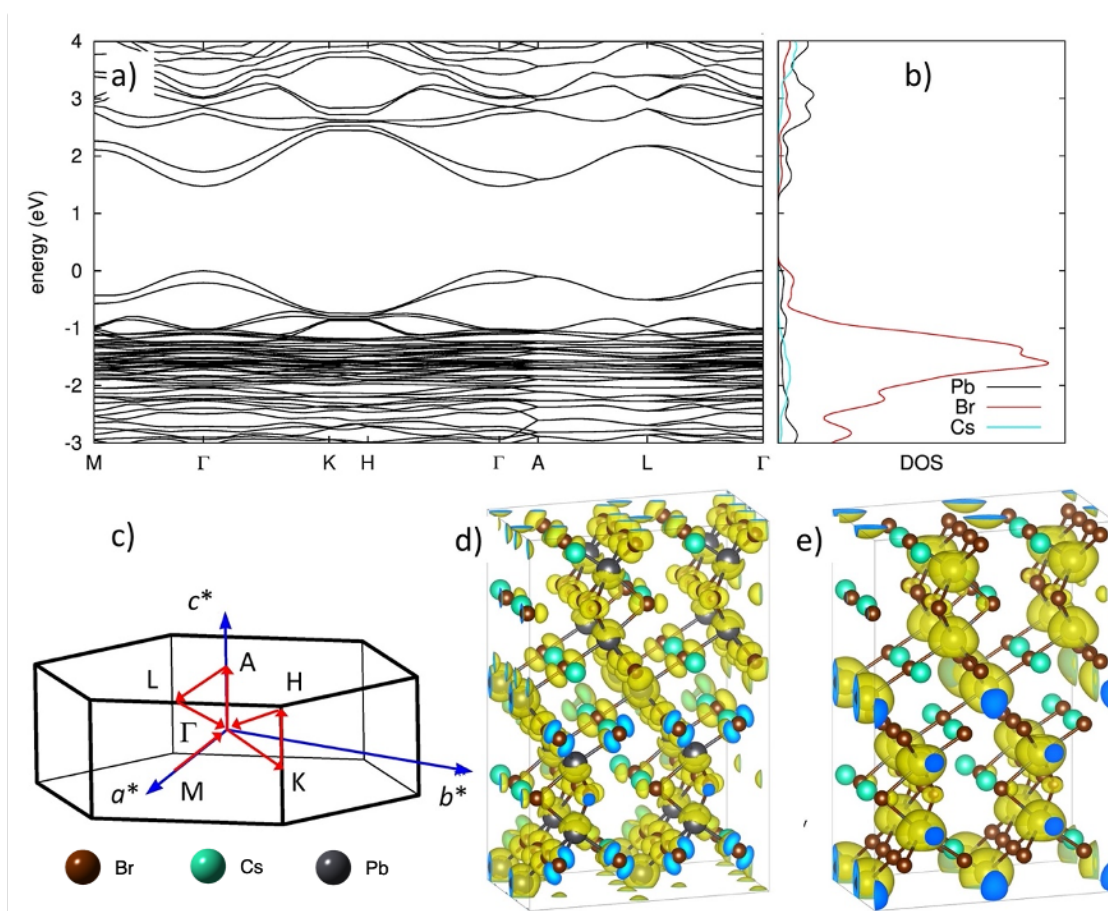 a)
b)
energy (eV)
4
3
2
1
0
-1
-2
-3
M Γ K H Γ A L Γ
Pb
Br
Cs
DOS
c)
d)
e)
c*
A
L
H
Γ
K
M
a*
b*
Br Cs Pb